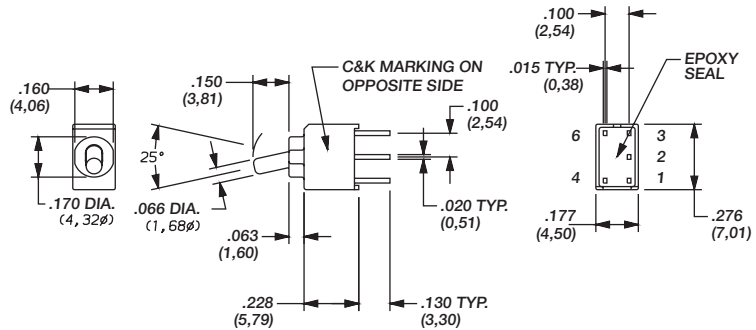 .160
(4,06)
.170 DIA.
(4,32ø)
25°
.150
(3,81)
.066 DIA.
(1,68ø)
.063
(1,60)
C&K MARKING ON
OPPOSITE SIDE
.100
(2,54)
.020 TYP.
(0,51)
.228
(5,79)
.130 TYP.
(3,30)
.100
(2,54)
.015 TYP.
(0,38)
EPOXY
SEAL
6
3
2
4
1
.177
(4,50)
.276
(7,01)